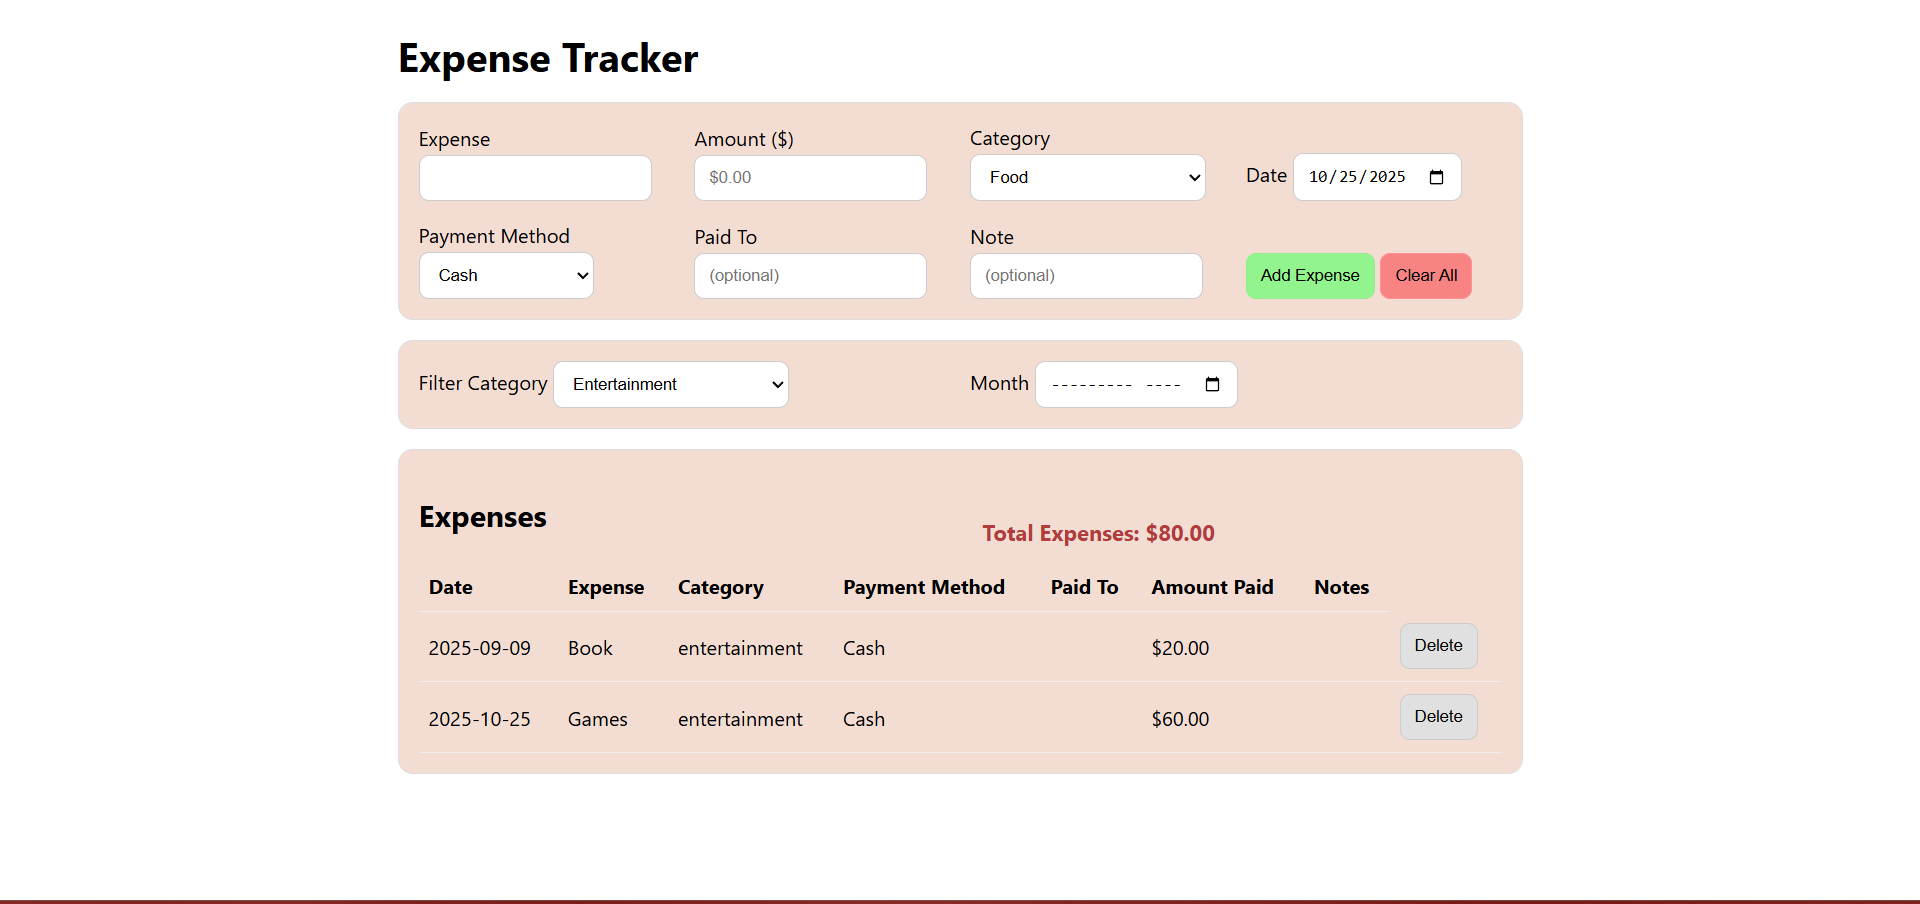 Expense Tracker
Expense Amount ($) Category
$0.00 Food Date 10/25/2025
Payment Method Paid To Note
Cash (optional) (optional) Add Expense Clear All
Filter Category Entertainment Month --------- ----
Expenses
Total Expenses: $80.00
Date Expense Category Payment Method Paid To Amount Paid Notes
2025-09-09 Book entertainment Cash $20.00 Delete
2025-10-25 Games entertainment Cash $60.00 Delete